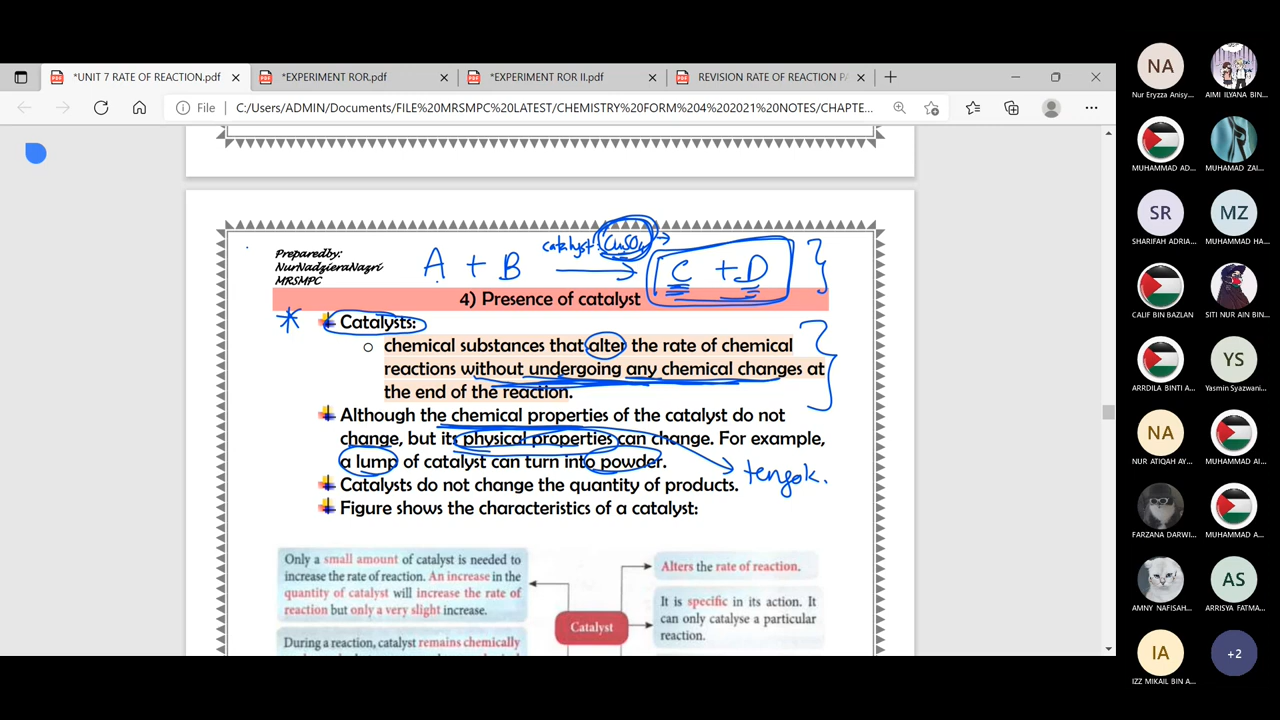 *UNIT 7 RATE OF REACTION.pdf
*EXPERIMENT ROR.pdf
*EXPERIMENT ROR II.pdf
REVISION RATE OF REACTION PA
File
C:/Users/ADMIN/Documents/FILE%20MRSMPC%20LATEST/CHEMISTRY%20FORM%204%202021%20NOTES/CHAPTE...
Preparedby:
NurNadzieraNazri
MRSMPC
catalyst: CuSO4
A + B → C + D
4) Presence of catalyst
* Catalysts:
chemical substances that alter the rate of chemical
reactions without undergoing any chemical changes at
the end of the reaction.
Although the chemical properties of the catalyst do not
change, but its physical properties can change. For example,
a lump of catalyst can turn into powder.
tengok.
Catalysts do not change the quantity of products.
Figure shows the characteristics of a catalyst:
Only a small amount of catalyst is needed to
increase the rate of reaction. An increase in the
quantity of catalyst will increase the rate of
reaction but only a very slight increase.
During a reaction, catalyst remains chemically
Catalyst
Alters the rate of reaction.
It is specific in its action. It
can only catalyse a particular
reaction.
NA
Nur Eryzza Anisy...
AIMI ILYANA BIN...
MUHAMMAD AD...
MUHAMAD ZAI...
SR
SHARIFAH ADRIA...
MZ
MUHAMMAD HA...
CALIF BIN BAZLAN
SITI NUR AIN BIN...
ARRDILA BINTI A...
YS
Yasmin Syazwani...
NA
NUR ATIQAH AY...
MUHAMMAD AI...
FARZANA DARWI...
MUHAMMAD A...
AMNY NAFISAH...
AS
ARRISYA FATMA...
IA
IZZ MIKAIL BIN A...
+2